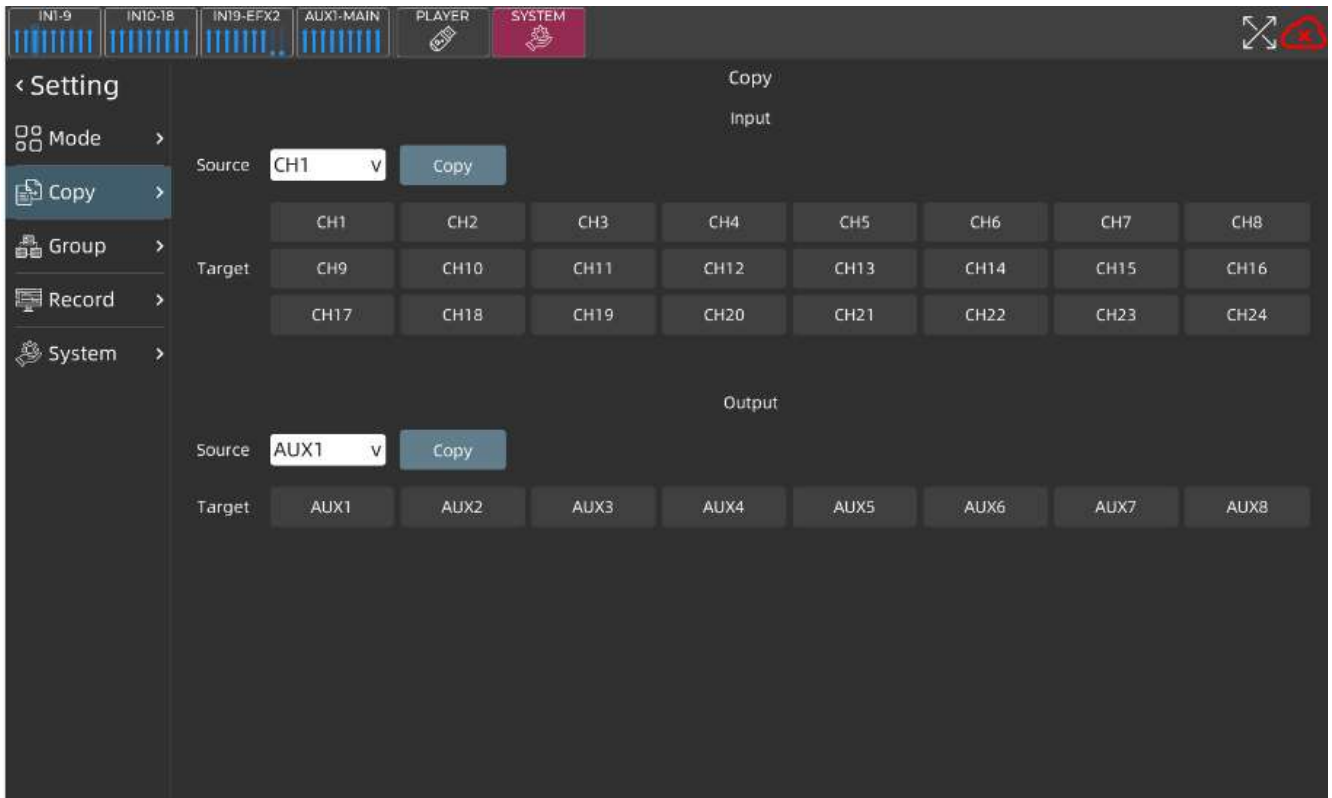 IN1-9 IN10-18 IN19-EFX2 AUX1-MAIN PLAYER SYSTEM
‹ Setting
Mode >
Copy >
Group >
Record >
System >
Copy
Input
Source CH1 v Copy
CH1 CH2 CH3 CH4 CH5 CH6 CH7 CH8
Target CH9 CH10 CH11 CH12 CH13 CH14 CH15 CH16
CH17 CH18 CH19 CH20 CH21 CH22 CH23 CH24
Output
Source AUX1 v Copy
Target AUX1 AUX2 AUX3 AUX4 AUX5 AUX6 AUX7 AUX8